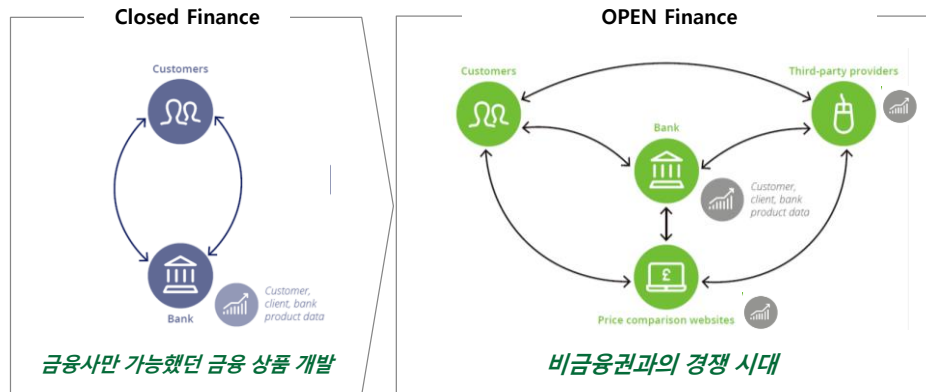 Closed Finance
Customers
Bank
Customer,
client, bank
product data
금융사만 가능했던 금융 상품 개발
OPEN Finance
Customers
Third-party providers
Bank
Customer,
client, bank
product data
£
Price comparison websites
비금융권과의 경쟁 시대